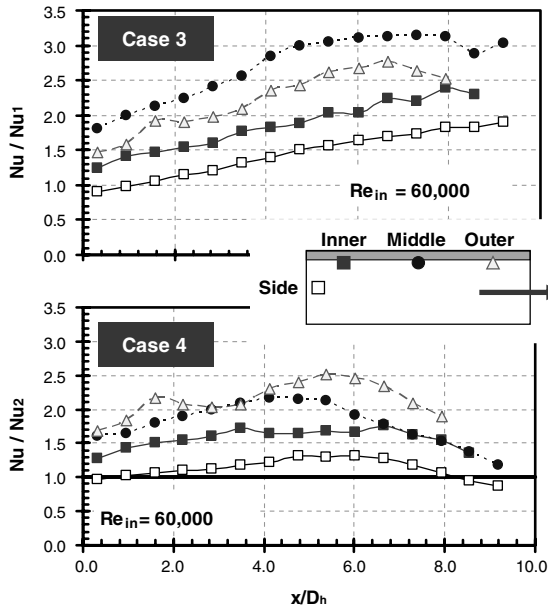 3.5
Case 3
3.0
2.5
2.0
1.5
1.0
0.5
0.0
Nu / Nu1
Rein = 60,000
Inner Middle Outer
Side
3.5
Case 4
3.0
2.5
2.0
1.5
1.0
0.5
0.0
Nu / Nu2
Rein = 60,000
0.0 2.0 4.0 6.0 8.0 10.0
x/Dh